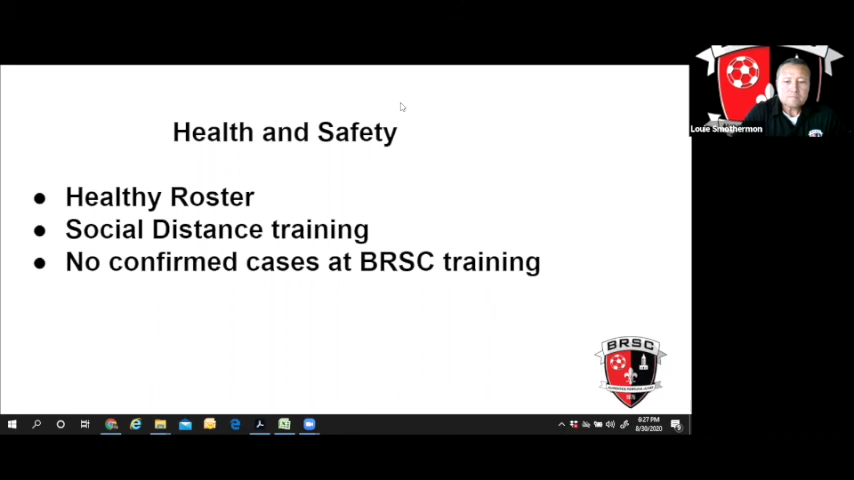 Health and Safety
● Healthy Roster
● Social Distance training
● No confirmed cases at BRSC training
Louie Smothermon
BRSC
8:27 PM
8/30/2020